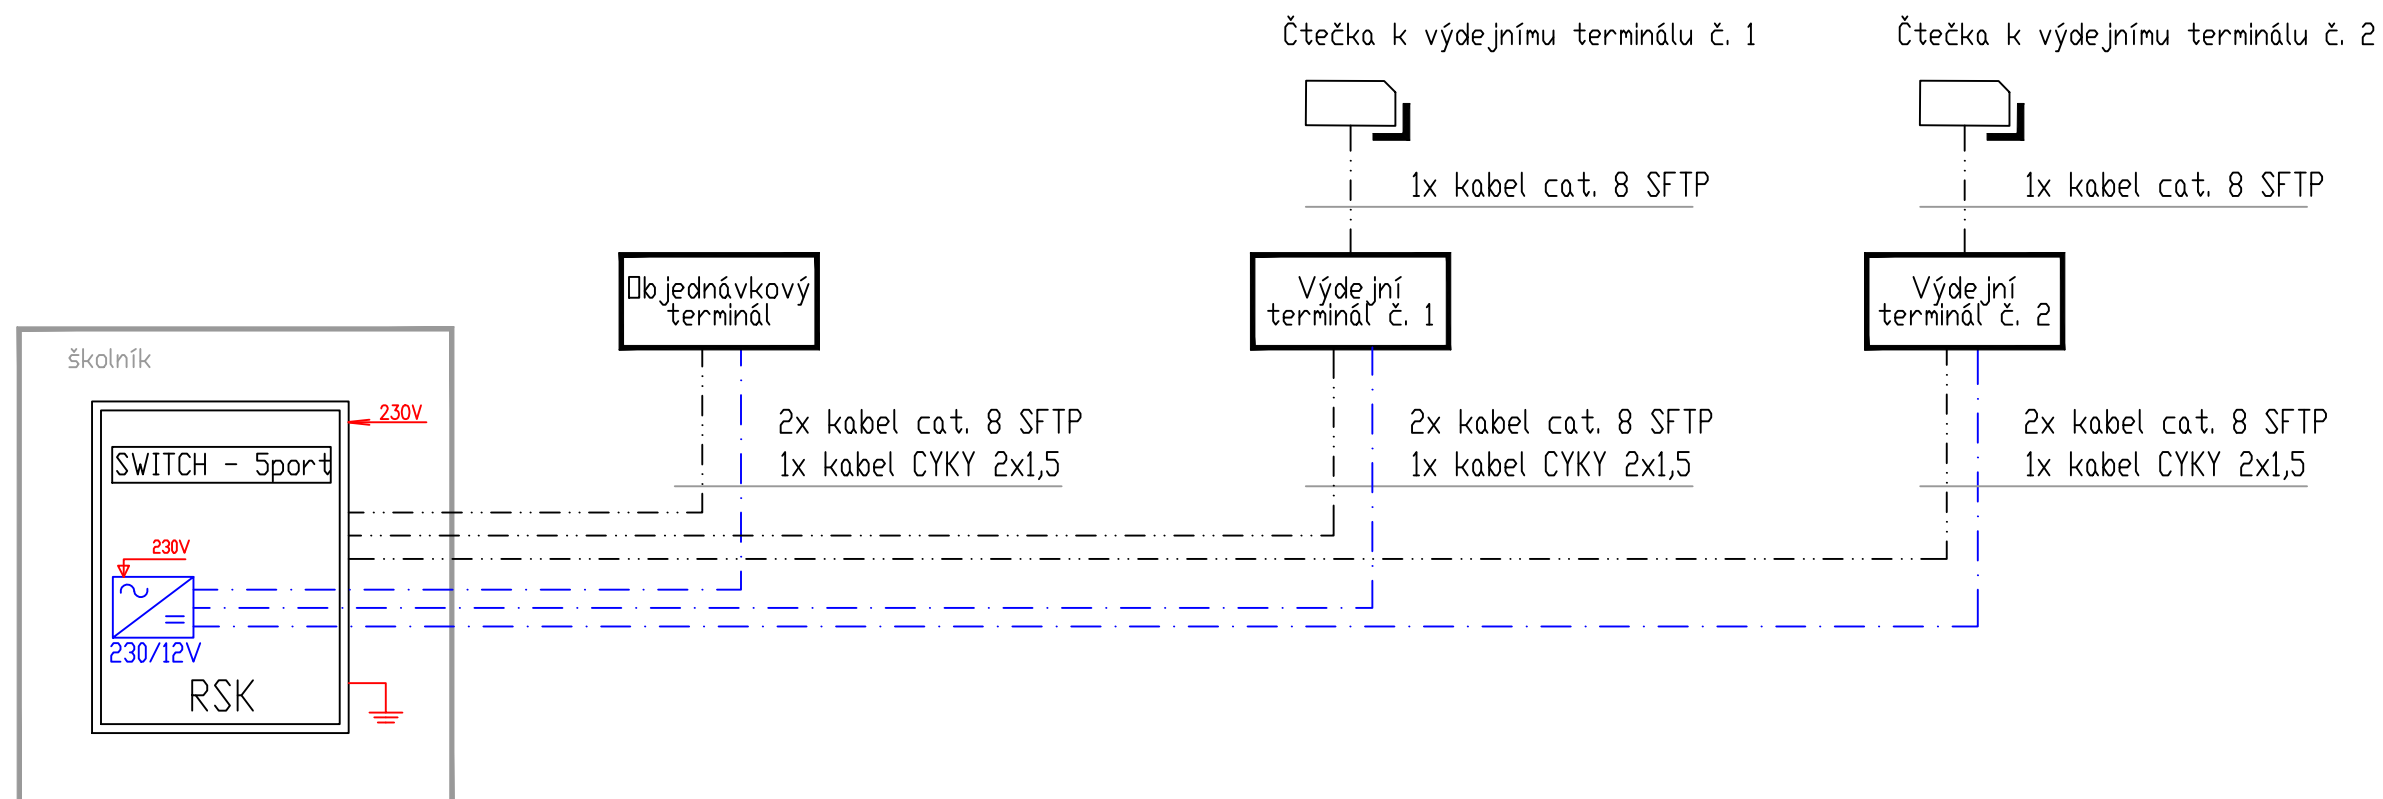 Čtečka k výdejnímu terminálu č. 1
Čtečka k výdejnímu terminálu č. 2
1x kabel cat. 8 SFTP
1x kabel cat. 8 SFTP
Objednávkový
terminál
Výdejní
terminál č. 1
Výdejní
terminál č. 2
školník
230V
SWITCH - 5port
2x kabel cat. 8 SFTP
1x kabel CYKY 2x1,5
2x kabel cat. 8 SFTP
1x kabel CYKY 2x1,5
2x kabel cat. 8 SFTP
1x kabel CYKY 2x1,5
230V
230/12V
RSK